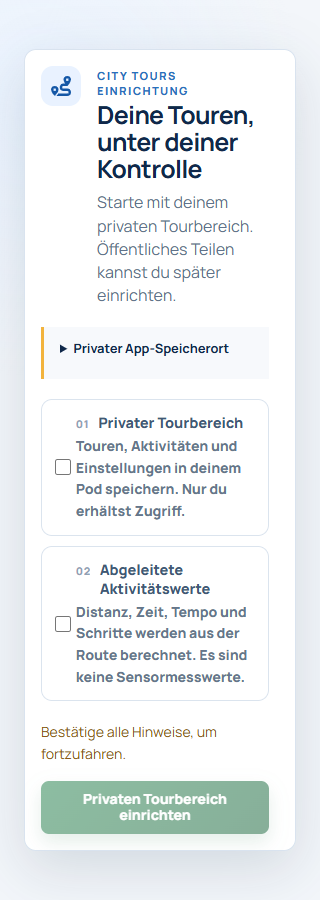 CITY TOURS
EINRICHTUNG
Deine Touren,
unter deiner
Kontrolle
Starte mit deinem
privaten Tourbereich.
Öffentliches Teilen
kannst du später
einrichten.
Privater App-Speicherort
01 Privater Tourbereich
Touren, Aktivitäten und
Einstellungen in deinem
Pod speichern. Nur du
erhältst Zugriff.
02 Abgeleitete
Aktivitätswerte
Distanz, Zeit, Tempo und
Schritte werden aus der
Route berechnet. Es sind
keine Sensormesswerte.
Bestätige alle Hinweise, um
fortzufahren.
Privaten Tourbereich
einrichten